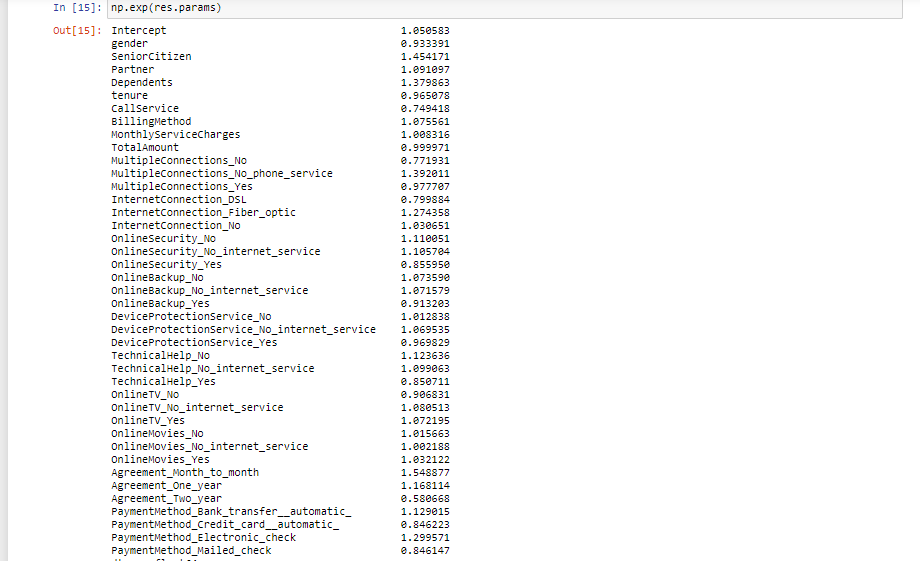 In [15]: np.exp(res.params)
Out[15]: Intercept 1.050583
gender 0.933391
SeniorCitizen 1.454171
Partner 1.091097
Dependents 1.379863
tenure 0.965078
CallService 0.749418
BillingMethod 1.075561
MonthlyServiceCharges 1.008316
TotalAmount 0.999971
MultipleConnections_No 0.771931
MultipleConnections_No_phone_service 1.392011
MultipleConnections_Yes 0.977707
InternetConnection_DSL 0.799884
InternetConnection_Fiber_optic 1.274358
InternetConnection_No 1.030651
OnlineSecurity_No 1.110051
OnlineSecurity_No_internet_service 1.105704
OnlineSecurity_Yes 0.855950
OnlineBackup_No 1.073590
OnlineBackup_No_internet_service 1.071579
OnlineBackup_Yes 0.913203
DeviceProtectionService_No 1.012838
DeviceProtectionService_No_internet_service 1.069535
DeviceProtectionService_Yes 0.969829
TechnicalHelp_No 1.123636
TechnicalHelp_No_internet_service 1.099063
TechnicalHelp_Yes 0.850711
OnlineTV_No 0.906831
OnlineTV_No_internet_service 1.080513
OnlineTV_Yes 1.072195
OnlineMovies_No 1.015663
OnlineMovies_No_internet_service 1.002188
OnlineMovies_Yes 1.032122
Agreement_Month_to_month 1.548877
Agreement_One_year 1.168114
Agreement_Two_year 0.580668
PaymentMethod_Bank_transfer__automatic_ 1.129015
PaymentMethod_Credit_card__automatic_ 0.846223
PaymentMethod_Electronic_check 1.299571
PaymentMethod_Mailed_check 0.846147